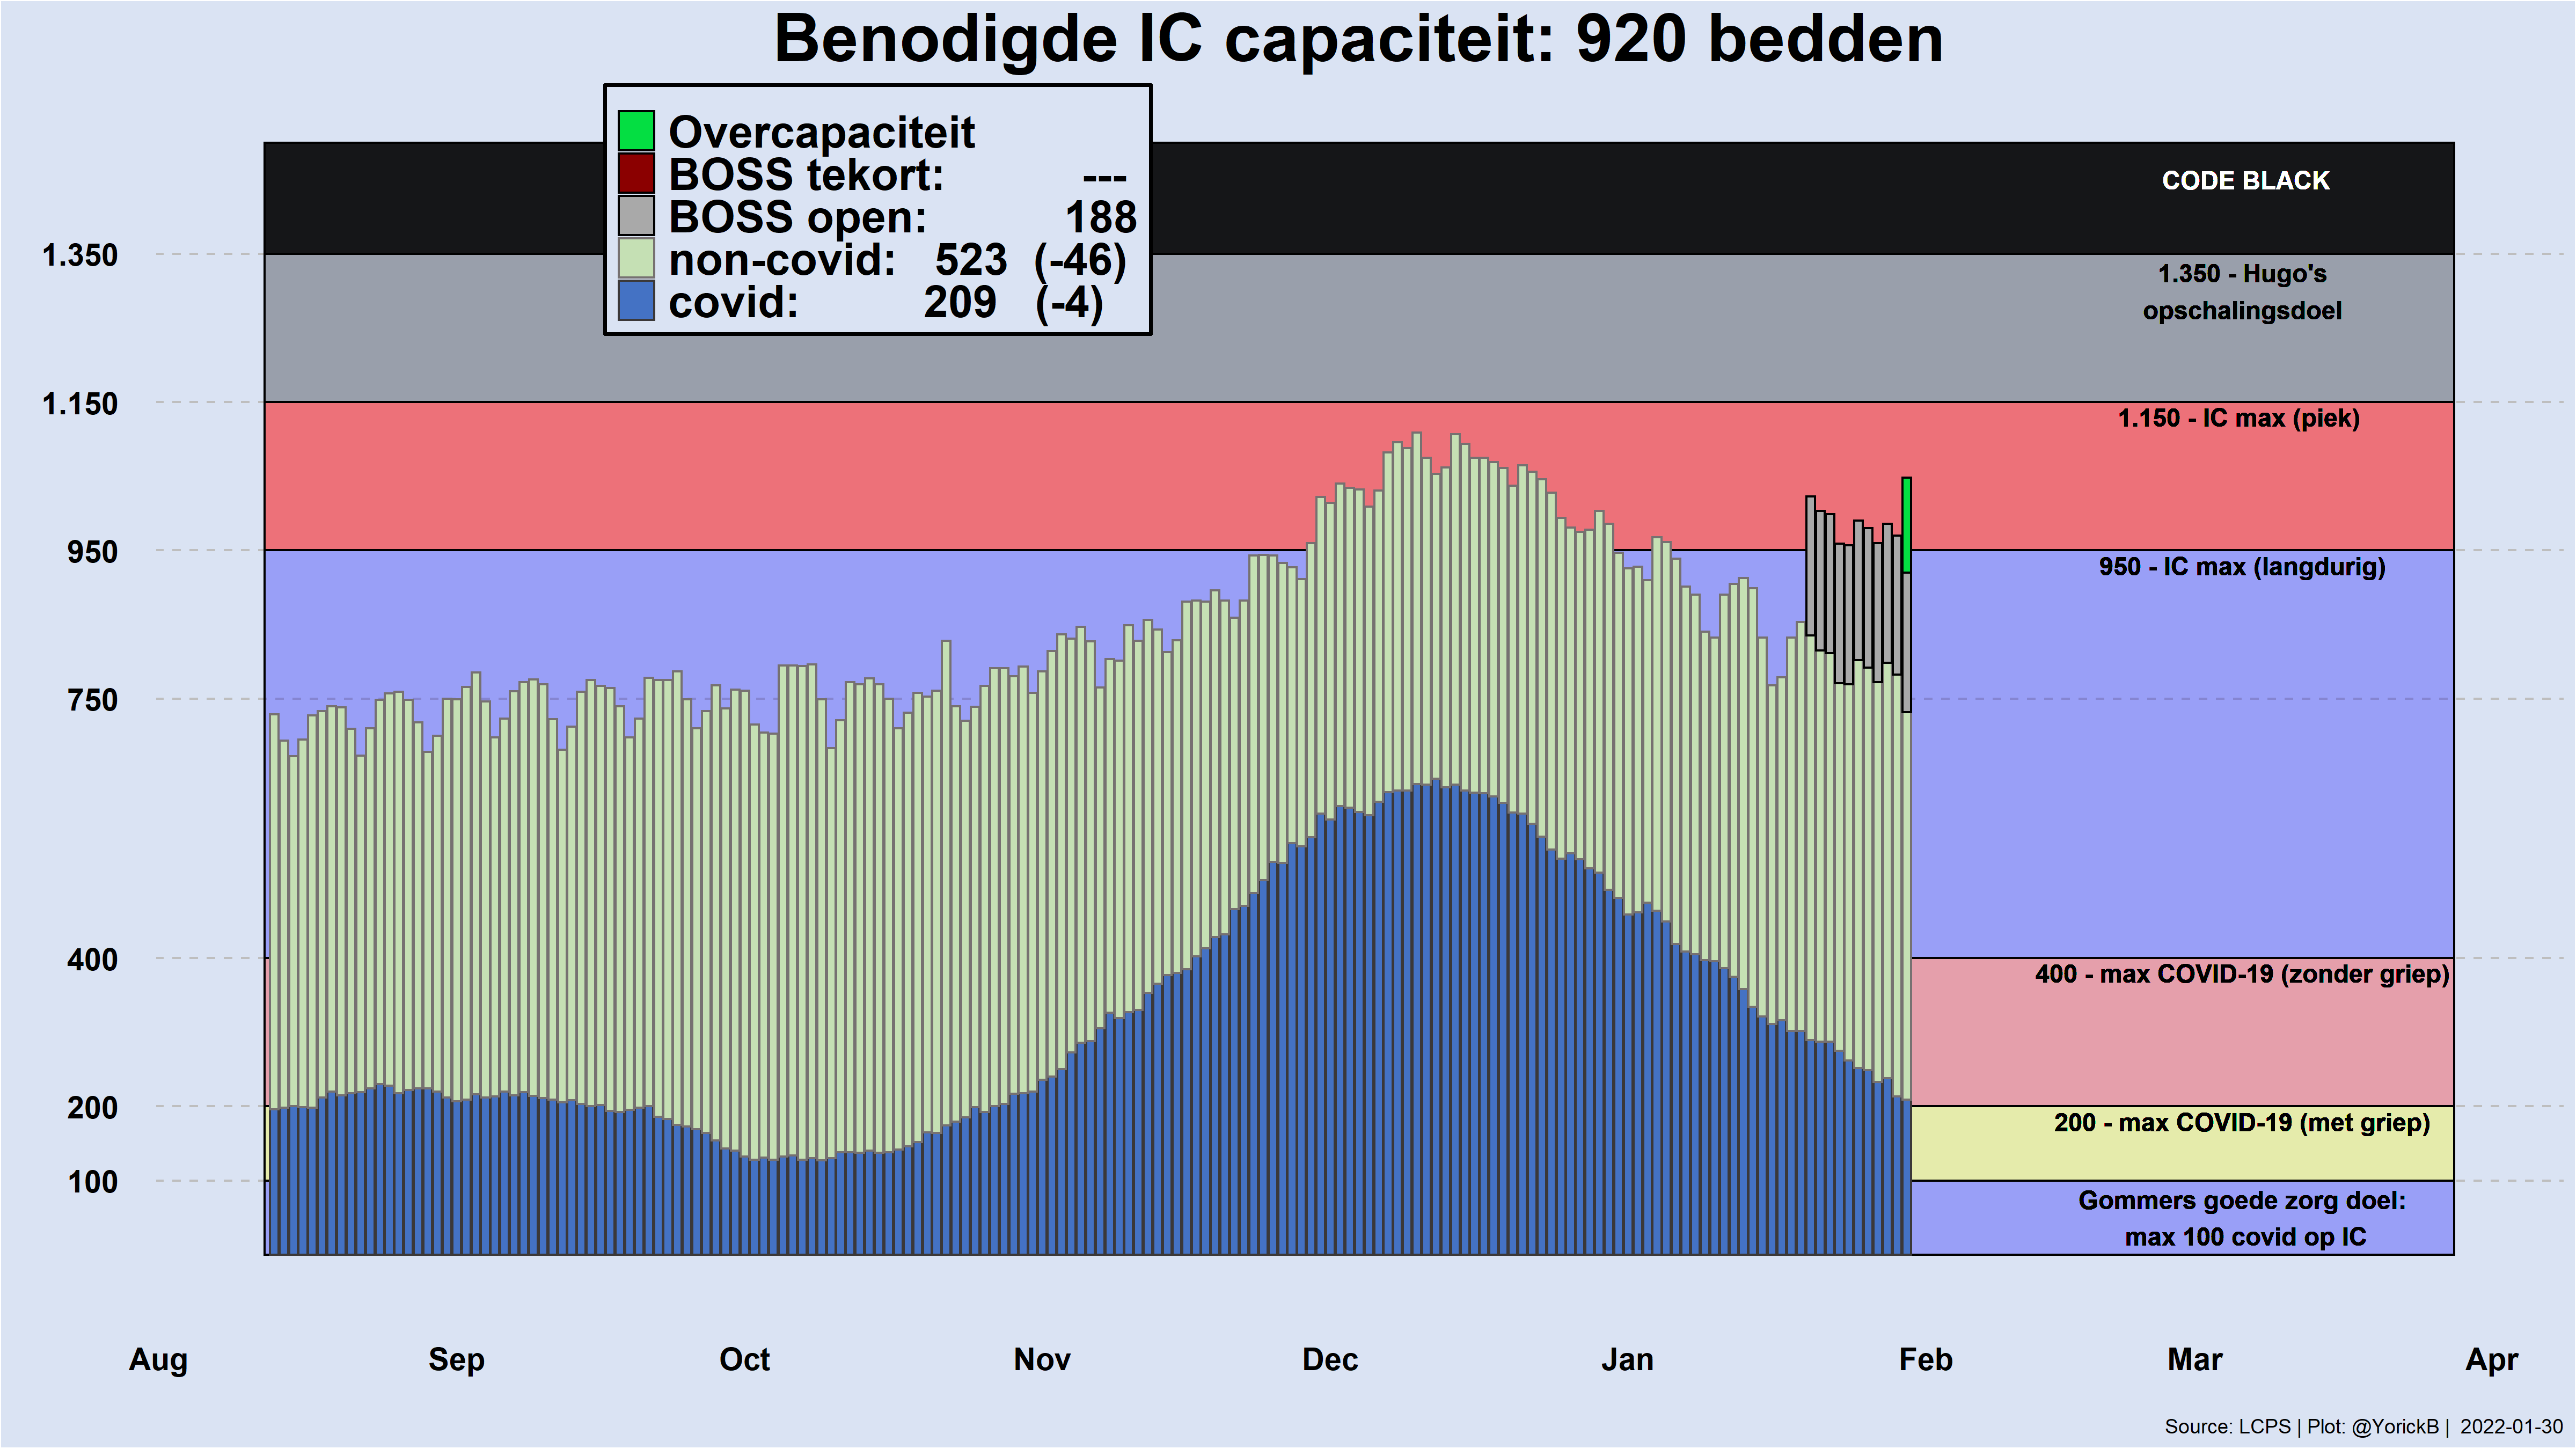 Benodigde IC capaciteit: 920 bedden
Overcapaciteit
BOSS tekort: ---
BOSS open: 188
non-covid: 523 (-46)
covid: 209 (-4)
CODE BLACK
1.350
1.350 - Hugo's
opschalingsdoel
1.150
1.150 - IC max (piek)
950
950 - IC max (langdurig)
750
400
400 - max COVID-19 (zonder griep)
200
200 - max COVID-19 (met griep)
100
Gommers goede zorg doel:
max 100 covid op IC
Aug Sep Oct Nov Dec Jan Feb Mar Apr
Source: LCPS | Plot: @YorickB | 2022-01-30